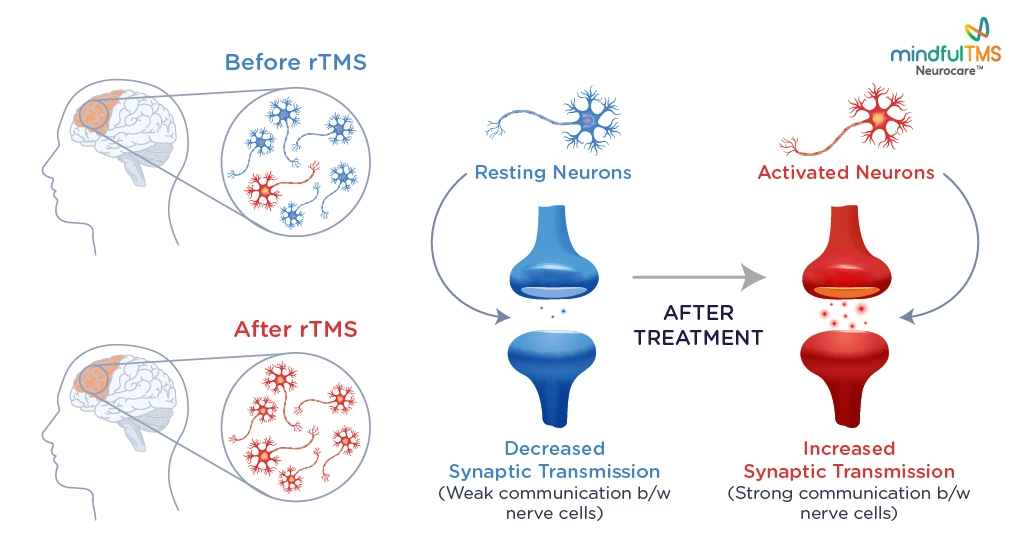 mindfulTMS
Neurocare™
Before rTMS
Resting Neurons
Activated Neurons
AFTER
TREATMENT
After rTMS
Decreased
Synaptic Transmission
(Weak communication b/w
nerve cells)
Increased
Synaptic Transmission
(Strong communication b/w
nerve cells)